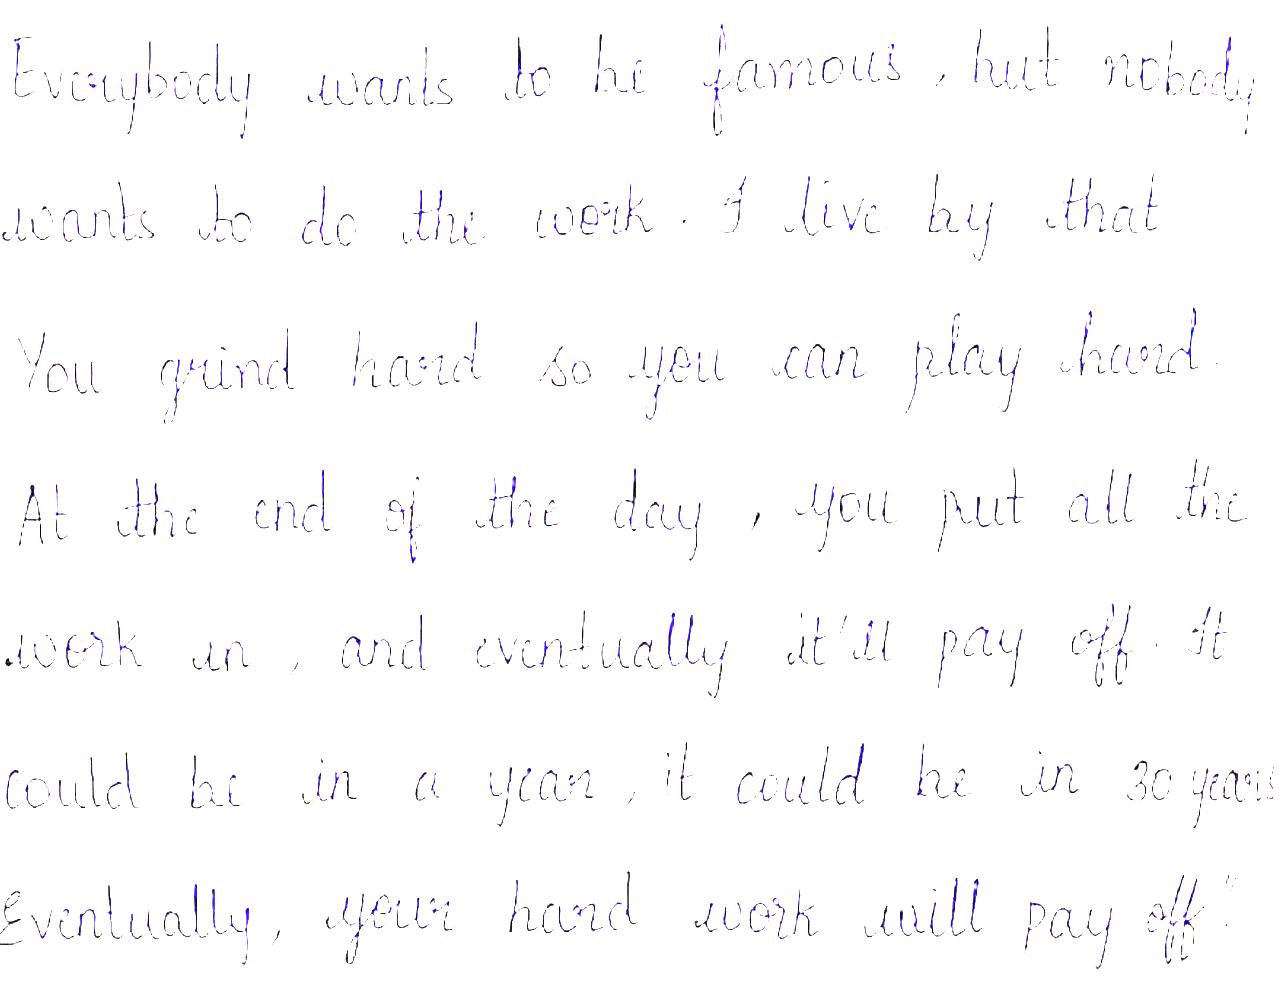 Everybody wants to be famous, but nobody
wants to do the work. I live by that
You grind hard so you can play hard.
At the end of the day, you put all the
work in, and eventually it'll pay off. It
could be in a year, it could be in 30 years
Eventually, your hard work will pay off."